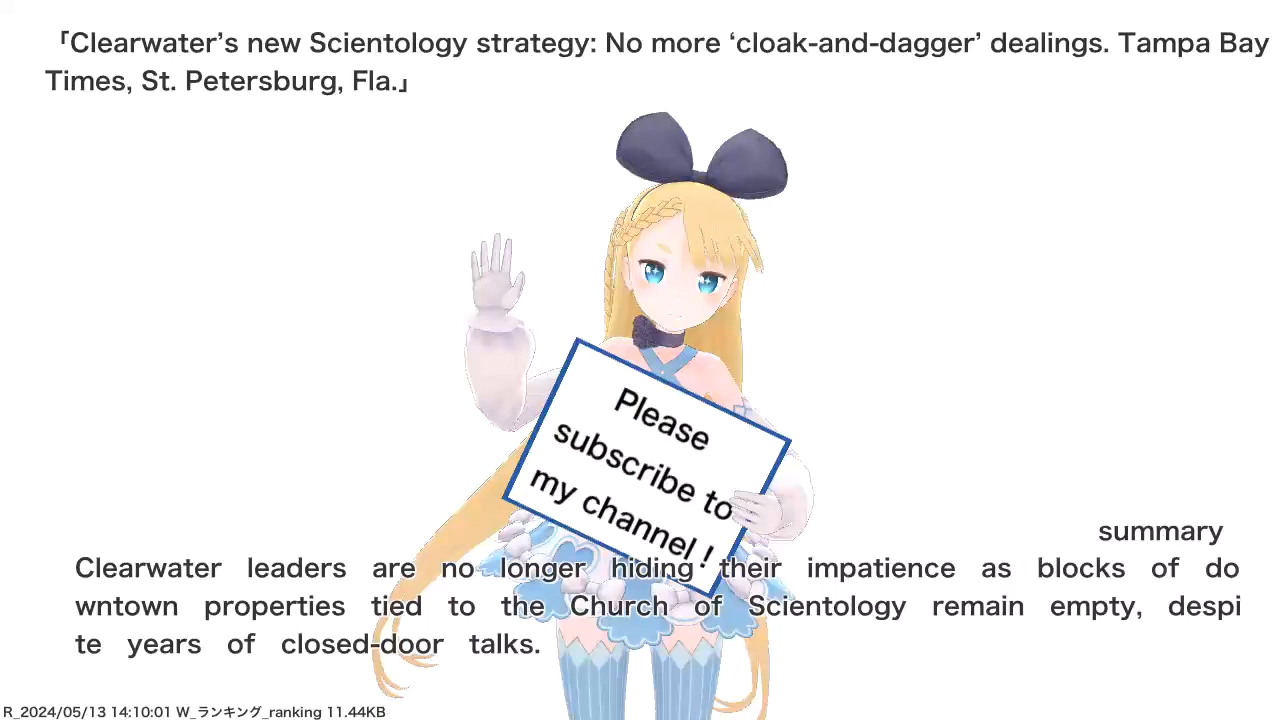 「Clearwater’s new Scientology strategy: No more ‘cloak-and-dagger’ dealings. Tampa Bay
Times, St. Petersburg, Fla.」
Please
subscribe to
my channel !
summary
Clearwater leaders are no longer hiding their impatience as blocks of do
wntown properties tied to the Church of Scientology remain empty, despi
te years of closed-door talks.
R_2024/05/13 14:10:01 W_ランキング_ranking 11.44KB